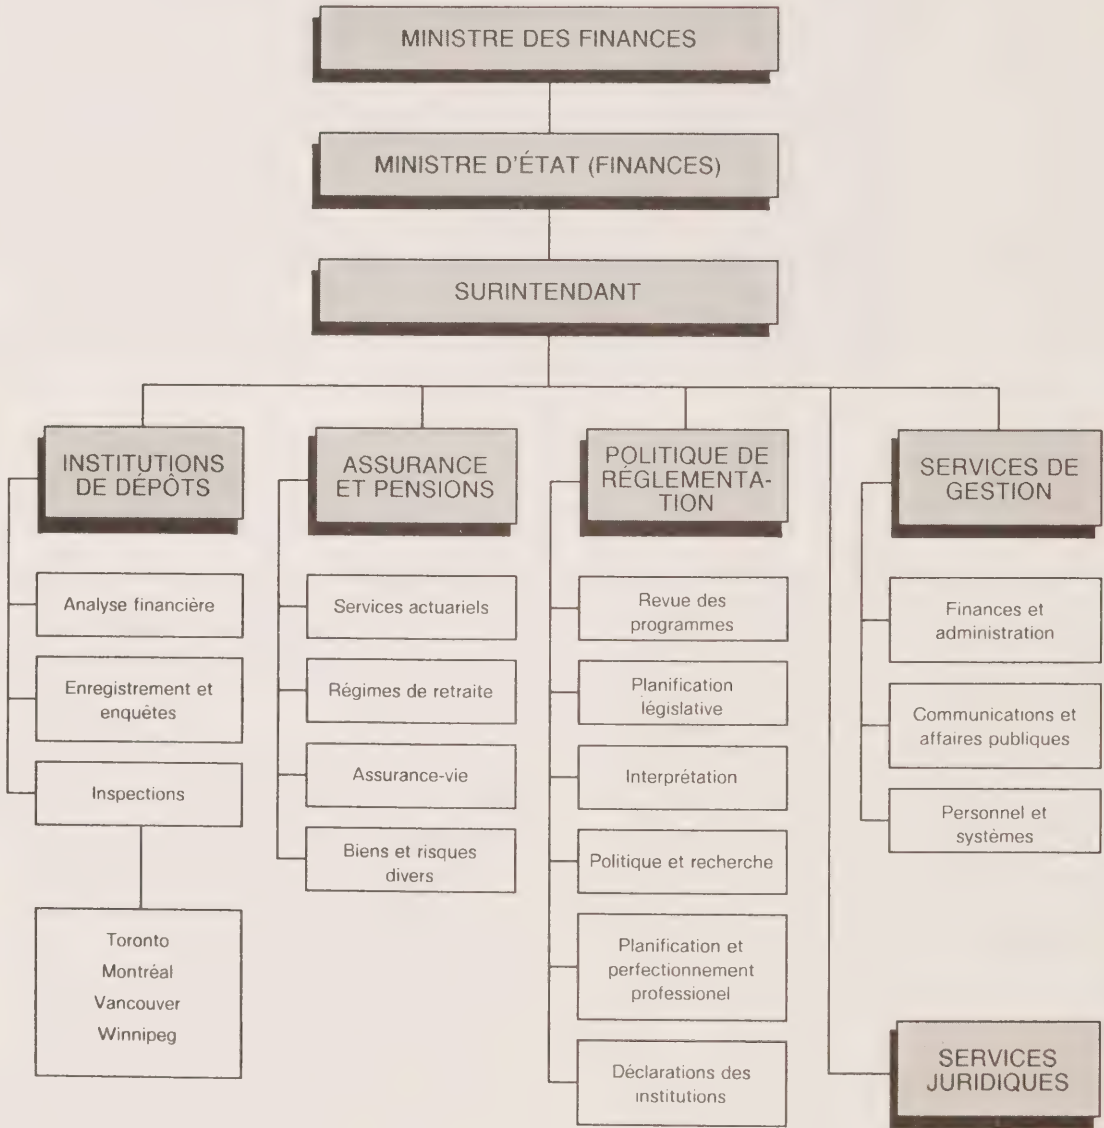 MINISTRE DES FINANCES
MINISTRE D'ÉTAT (FINANCES)
SURINTENDANT
INSTITUTIONS
DE DÉPÔTS
Analyse financière
Enregistrement et
enquêtes
Inspections
Toronto
Montréal
Vancouver
Winnipeg
ASSURANCE
ET PENSIONS
Services actuariels
Régimes de retraite
Assurance-vie
Biens et risques
divers
POLITIQUE DE
RÉGLEMENTA-
TION
Revue des
programmes
Planification
législative
Interprétation
Politique et recherche
Planification et
perfectionnement
professionel
Déclarations des
institutions
SERVICES DE
GESTION
Finances et
administration
Communications et
affaires publiques
Personnel et
systèmes
SERVICES
JURIDIQUES